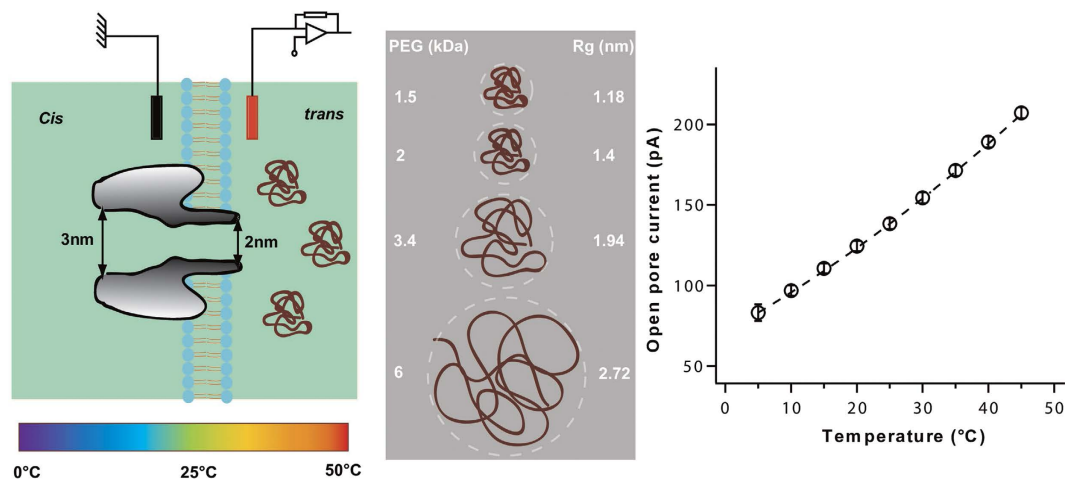 Cis
trans
3nm
2nm
0°C
25°C
50°C
PEG (kDa)
Rg (nm)
1.5
1.18
2
1.4
3.4
1.94
6
2.72
Open pore current (pA)
200
150
100
50
0
10
20
30
40
50
Temperature (°C)